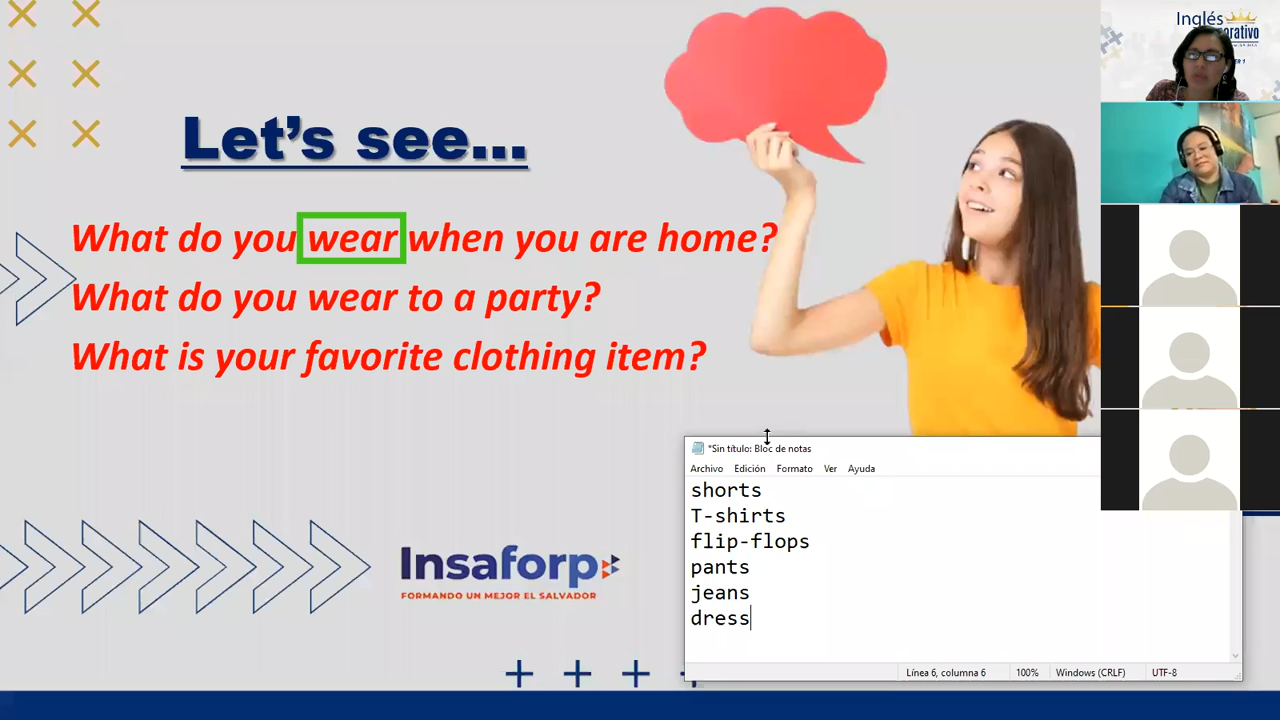 Let's see...
What do you wear when you are home?
What do you wear to a party?
What is your favorite clothing item?
Insaforp
FORMANDO UN MEJOR EL SALVADOR
*Sin título: Bloc de notas
Archivo Edición Formato Ver Ayuda
shorts
T-shirts
flip-flops
pants
jeans
dress
Línea 6, columna 6 100% Windows (CRLF) UTF-8
Inglés